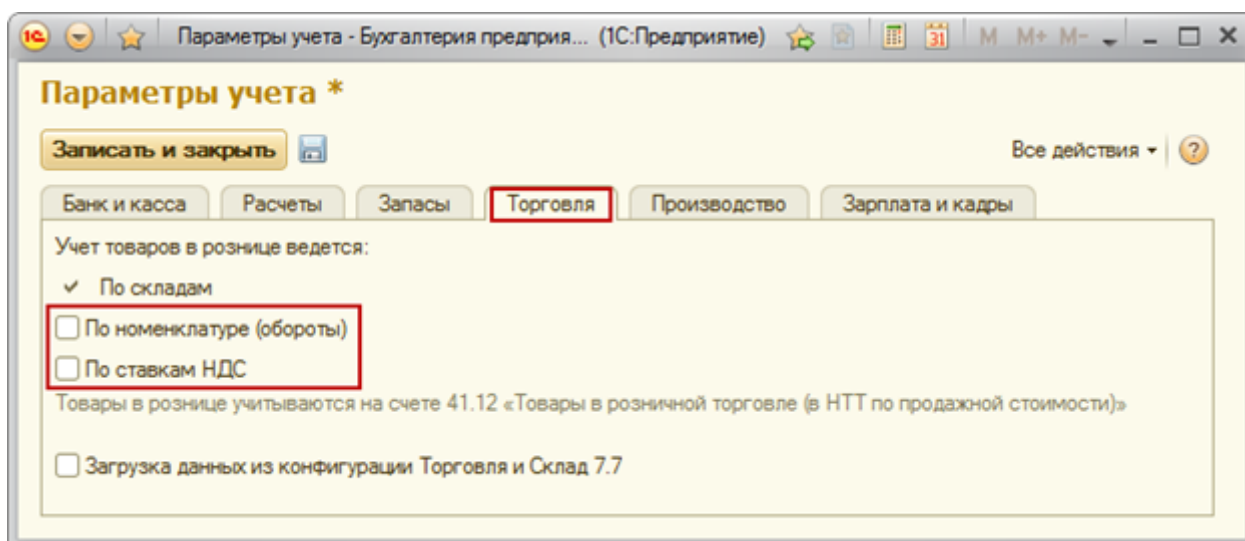 1С Параметры учета - Бухгалтерия предприя... (1С:Предприятие) 31 M M+ M-
Параметры учета *
Записать и закрыть Все действия ?
Банк и касса Расчеты Запасы Торговля Производство Зарплата и кадры
Учет товаров в рознице ведется:
По складам
По номенклатуре (обороты)
По ставкам НДС
Товары в рознице учитываются на счете 41.12 «Товары в розничной торговле (в НТТ по продажной стоимости)»
Загрузка данных из конфигурации Торговля и Склад 7.7